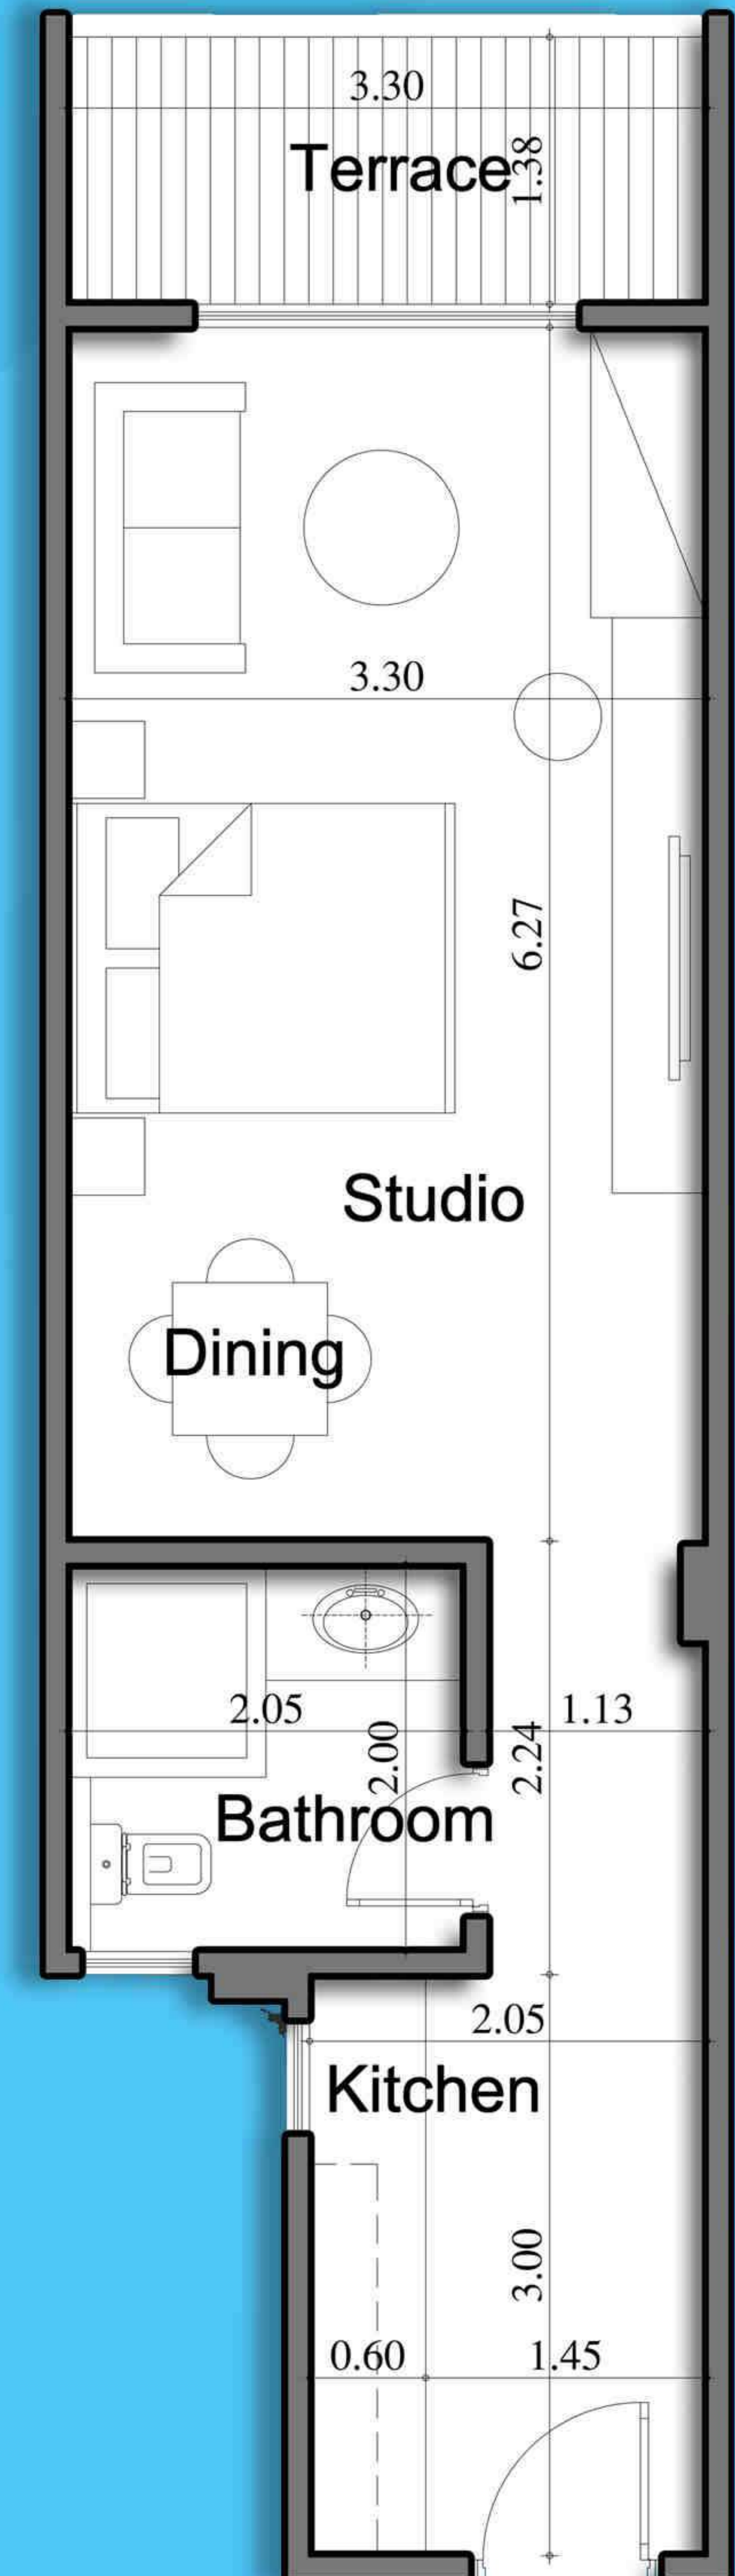 3.30
Terrace
1.38
3.30
6.27
Studio
Dining
2.05
1.13
2.00
2.24
Bathroom
2.05
Kitchen
3.00
0.60
1.45